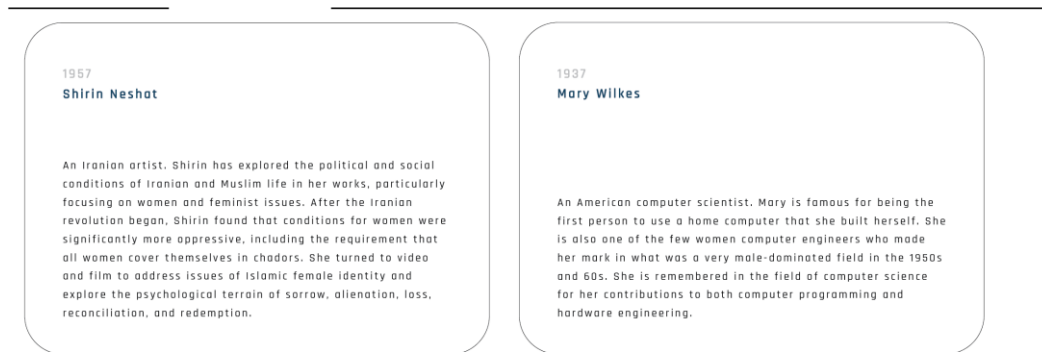 1957
Shirin Neshat
An Iranian artist. Shirin has explored the political and social
conditions of Iranian and Muslim life in her works, particularly
focusing on women and feminist issues. After the Iranian
revolution began, Shirin found that conditions for women were
significantly more oppressive, including the requirement that
all women cover themselves in chadors. She turned to video
and film to address issues of Islamic female identity and
explore the psychological terrain of sorrow, alienation, loss,
reconciliation, and redemption.
1937
Mary Wilkes
An American computer scientist. Mary is famous for being the
first person to use a home computer that she built herself. She
is also one of the few women computer engineers who made
her mark in what was a very male-dominated field in the 1950s
and 60s. She is remembered in the field of computer science
for her contributions to both computer programming and
hardware engineering.